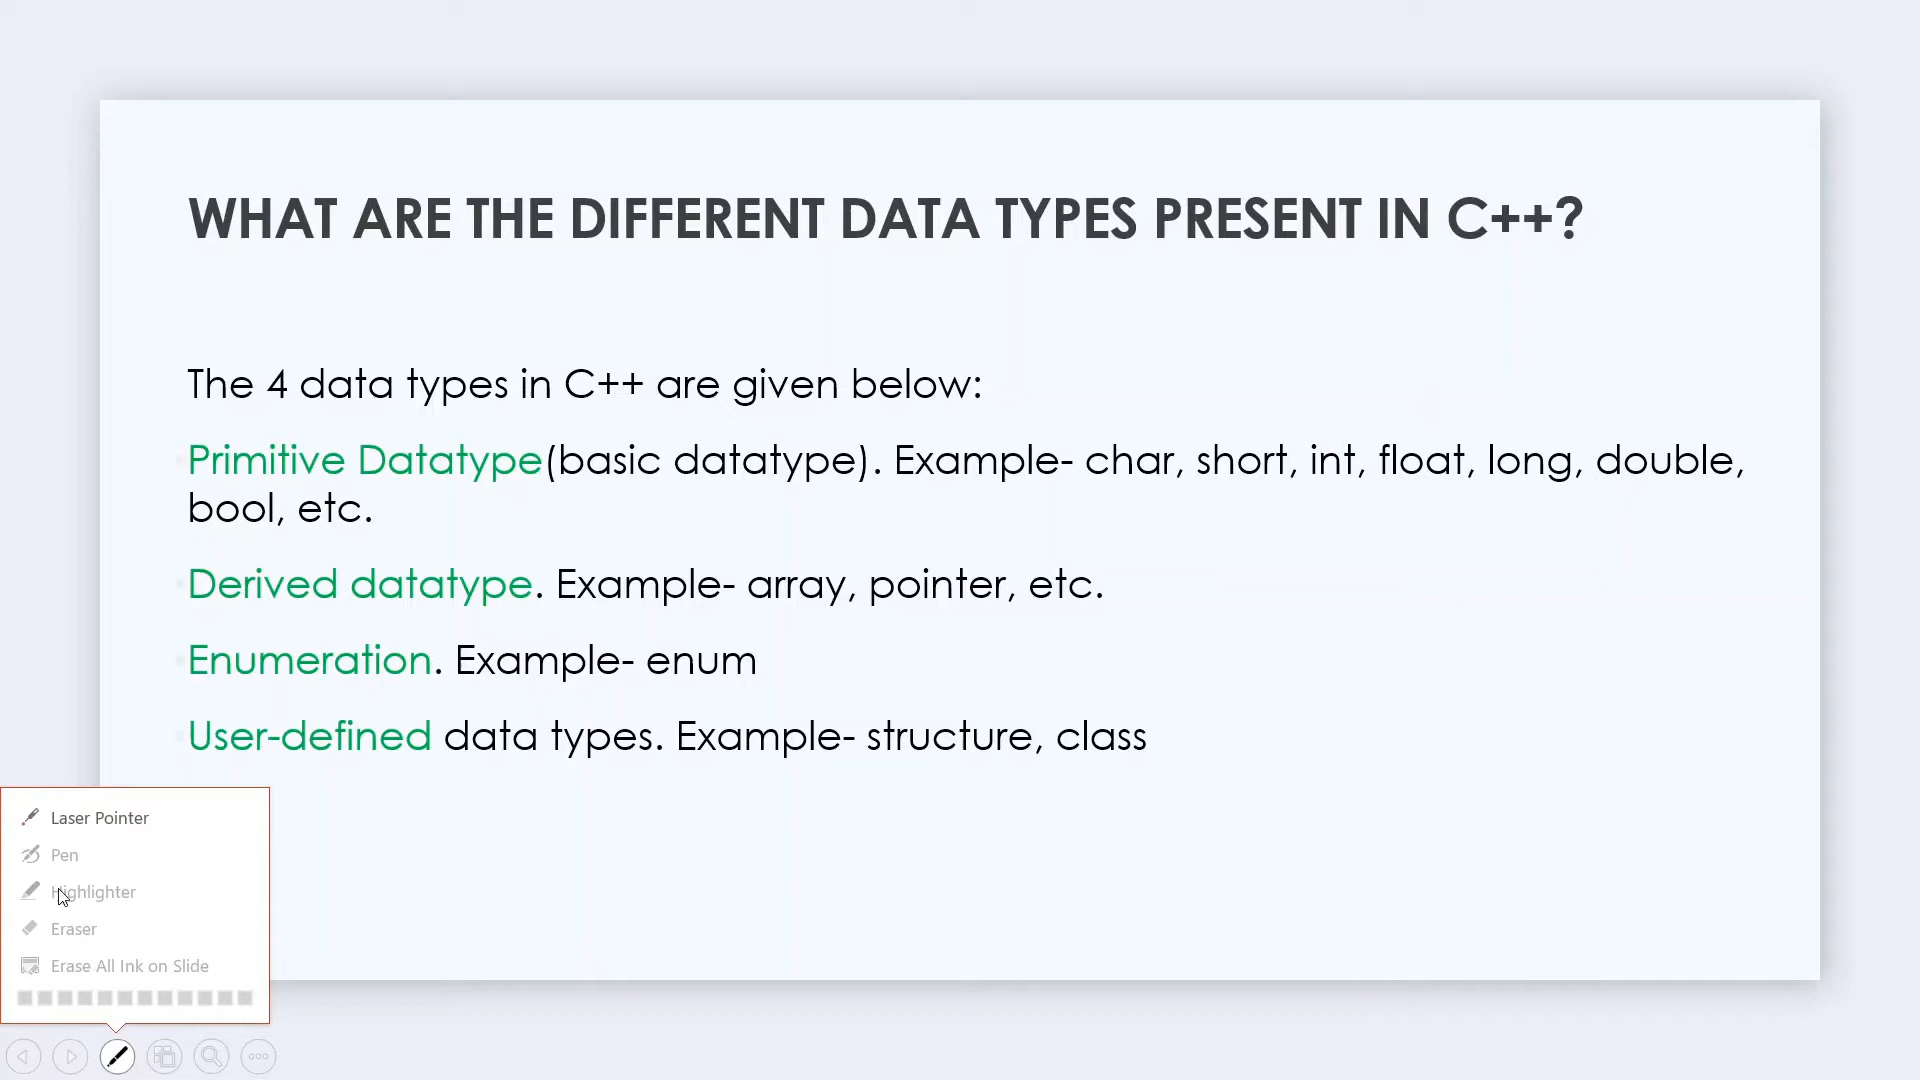 WHAT ARE THE DIFFERENT DATA TYPES PRESENT IN C++?
The 4 data types in C++ are given below:
Primitive Datatype(basic datatype). Example- char, short, int, float, long, double,
bool, etc.
Derived datatype. Example- array, pointer, etc.
Enumeration. Example- enum
User-defined data types. Example- structure, class
Laser Pointer
Pen
Highlighter
Eraser
Erase All Ink on Slide